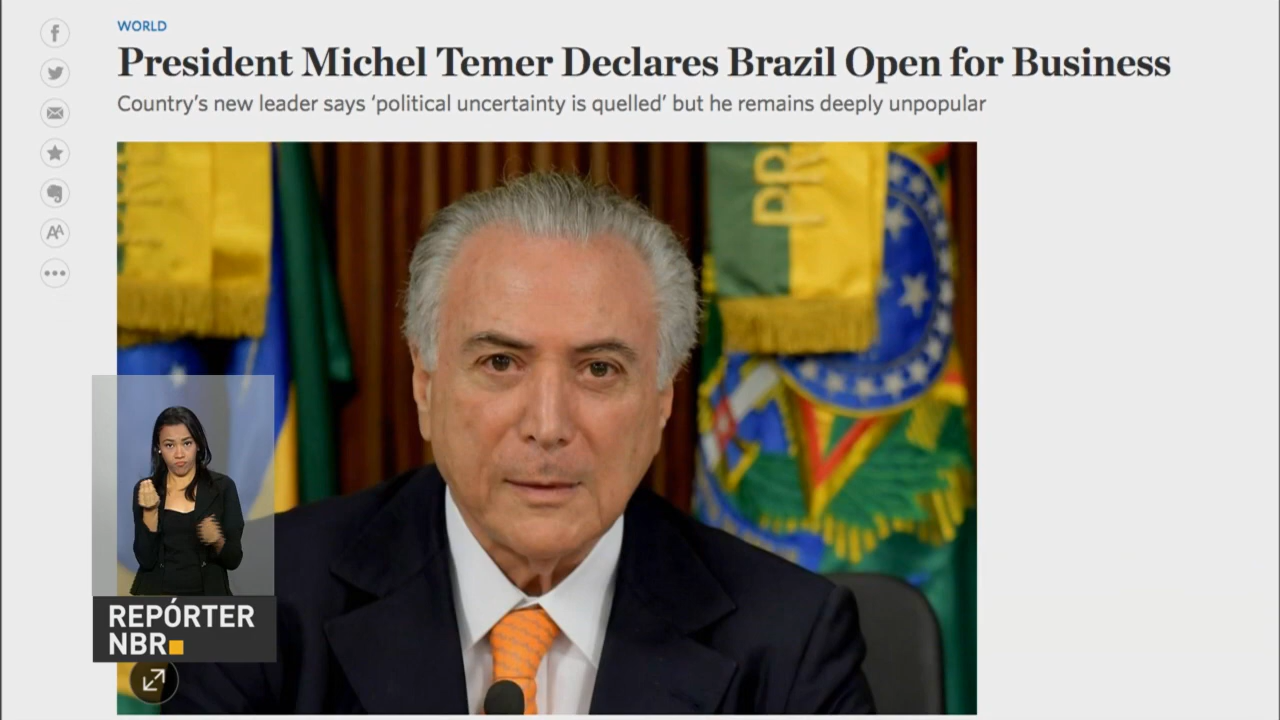 WORLD
President Michel Temer Declares Brazil Open for Business
Country's new leader says ‘political uncertainty is quelled’ but he remains deeply unpopular
PR
REPÓRTER
NBR